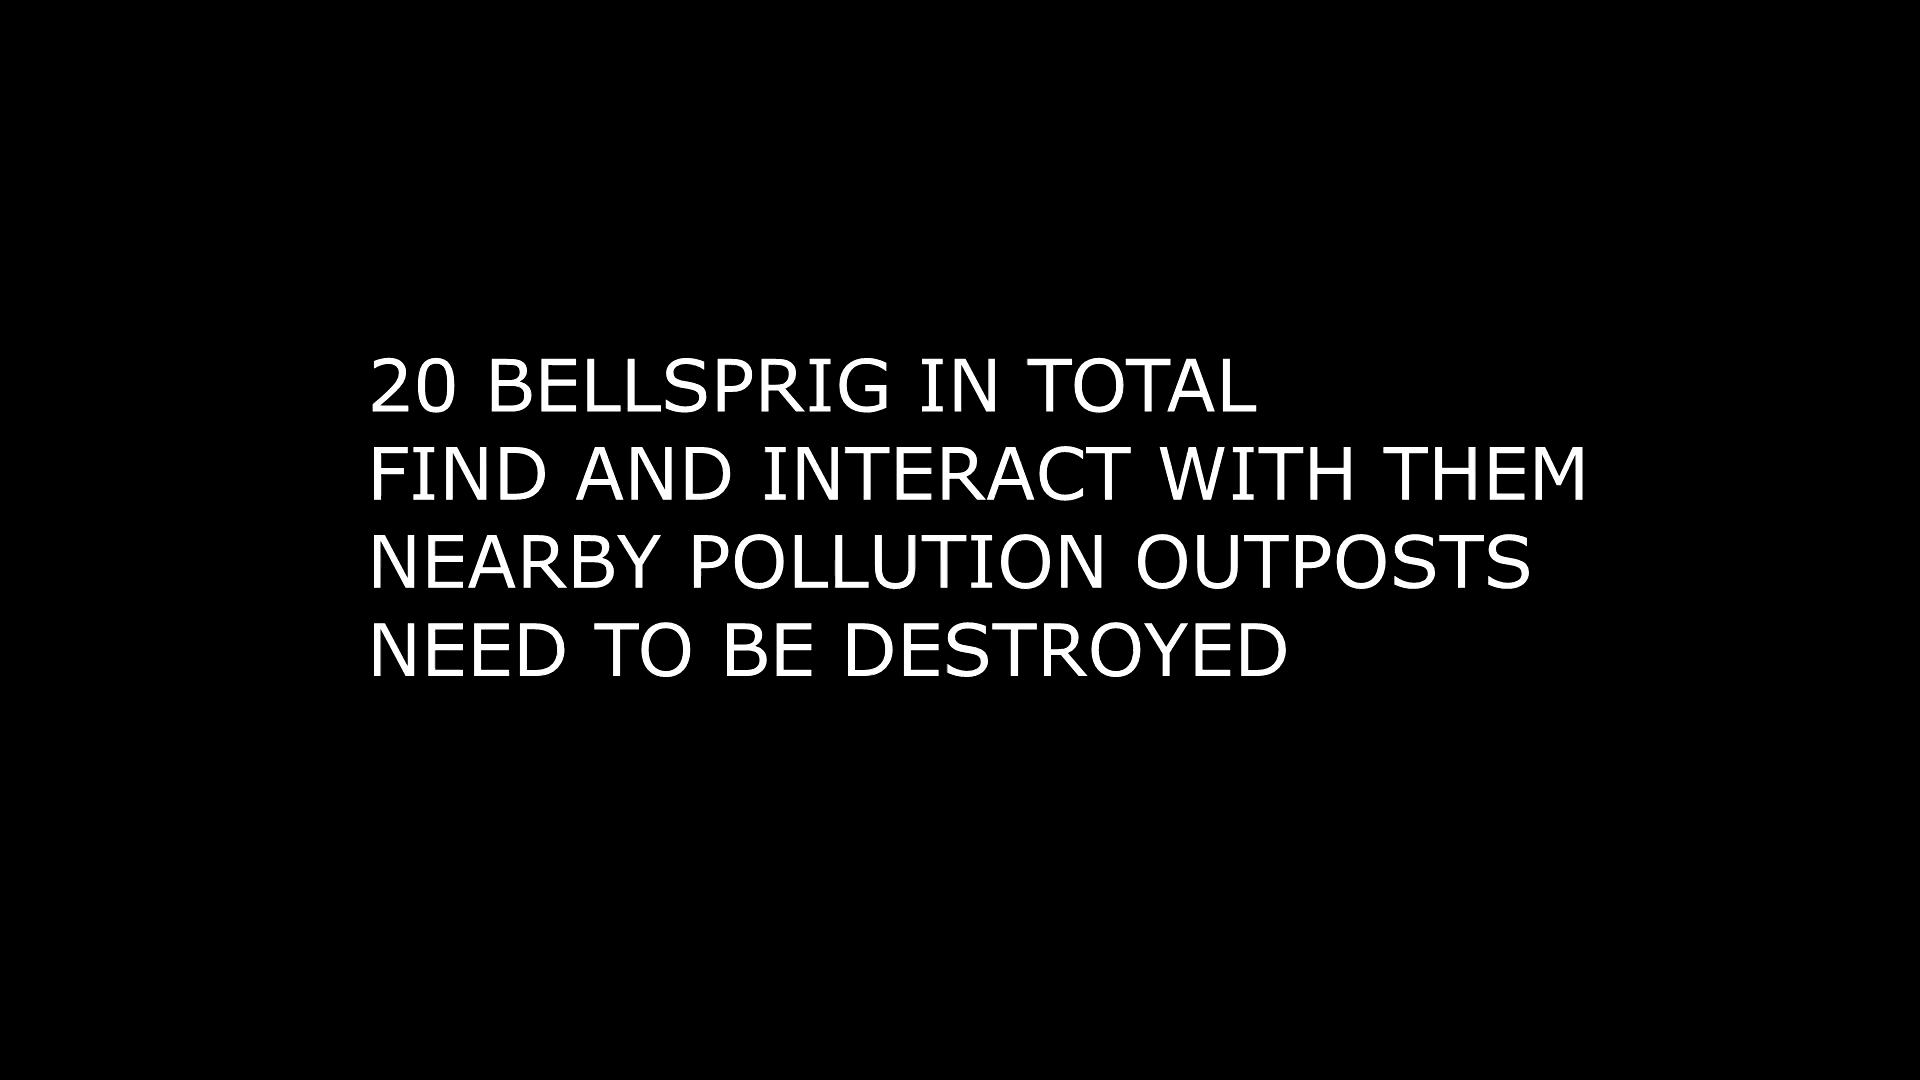 20 BELLSPRIG IN TOTAL
FIND AND INTERACT WITH THEM
NEARBY POLLUTION OUTPOSTS
NEED TO BE DESTROYED